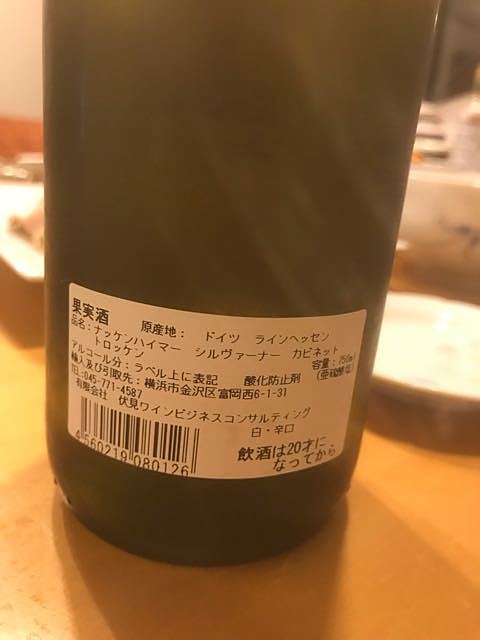 果実酒 原産地： ドイツ ラインヘッセン
品名：ナッケンハイマー シルヴァーナー カビネット
トロッケン
アルコール分：ラベル上に表記 酸化防止剤 容量：750ml
輸入及び引取先：横浜市金沢区富岡西6-1-31 (亜硫酸塩)
TEL:045-771-4587
有限会社 伏見ワインビジネスコンサルティング
白・辛口
4560219080126
飲酒は20才に
なってから